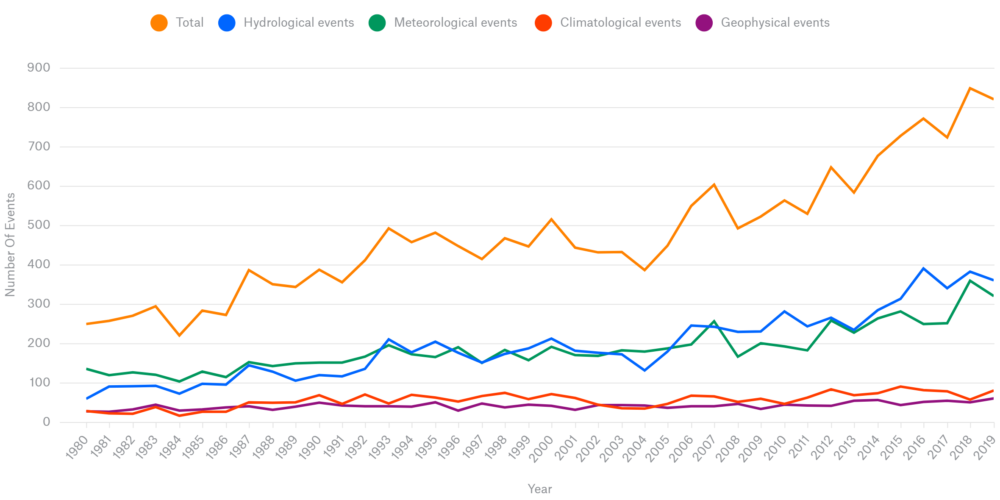 Total Hydrological events Meteorological events Climatological events Geophysical events
900
800
700
600
500
400
300
200
100
0
Number Of Events
1980 1981 1982 1983 1984 1985 1986 1987 1988 1989 1990 1991 1992 1993 1994 1995 1996 1997 1998 1999 2000 2001 2002 2003 2004 2005 2006 2007 2008 2009 2010 2011 2012 2013 2014 2015 2016 2017 2018 2019
Year